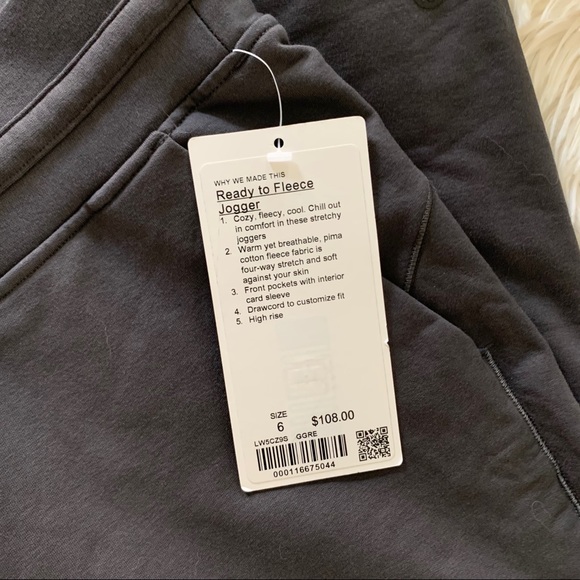 WHY WE MADE THIS
Ready to Fleece
Jogger
1. Cozy, fleecy, cool. Chill out
in comfort in these stretchy
joggers
2. Warm yet breathable, pima
cotton fleece fabric is
four-way stretch and soft
against your skin
3. Front pockets with interior
card sleeve
4. Drawcord to customize fit
5. High rise
SIZE
6 $108.00
LW5CZ9S GGRE
000116675044